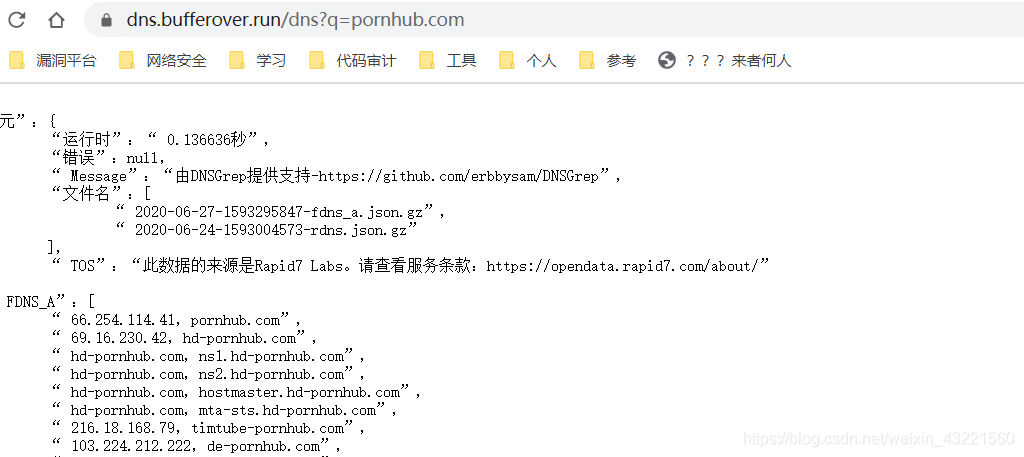 dns.bufferover.run/dns?q=pornhub.com
漏洞平台 网络安全 学习 代码审计 工具 个人 参考 ？？？来者何人
元”：{
“运行时”：“ 0.136636秒”，
“错误”：null，
“ Message”：“由DNSGrep提供支持-https://github.com/erbbysam/DNSGrep”，
“文件名”：[
“ 2020-06-27-1593295847-fdns_a.json.gz”，
“ 2020-06-24-1593004573-rdns.json.gz”
]，
“ TOS”：“此数据的来源是Rapid7 Labs。请查看服务条款：https://opendata.rapid7.com/about/”
FDNS_A”：[
“ 66.254.114.41，pornhub.com”，
“ 69.16.230.42，hd-pornhub.com”，
“ hd-pornhub.com，ns1.hd-pornhub.com”，
“ hd-pornhub.com，ns2.hd-pornhub.com”，
“ hd-pornhub.com，hostmaster.hd-pornhub.com”，
“ hd-pornhub.com，mta-sts.hd-pornhub.com”，
“ 216.18.168.79，timtube-pornhub.com”，
“ 103.224.212.222，de-pornhub.com”，
https://blog.csdn.net/weixin_43221560